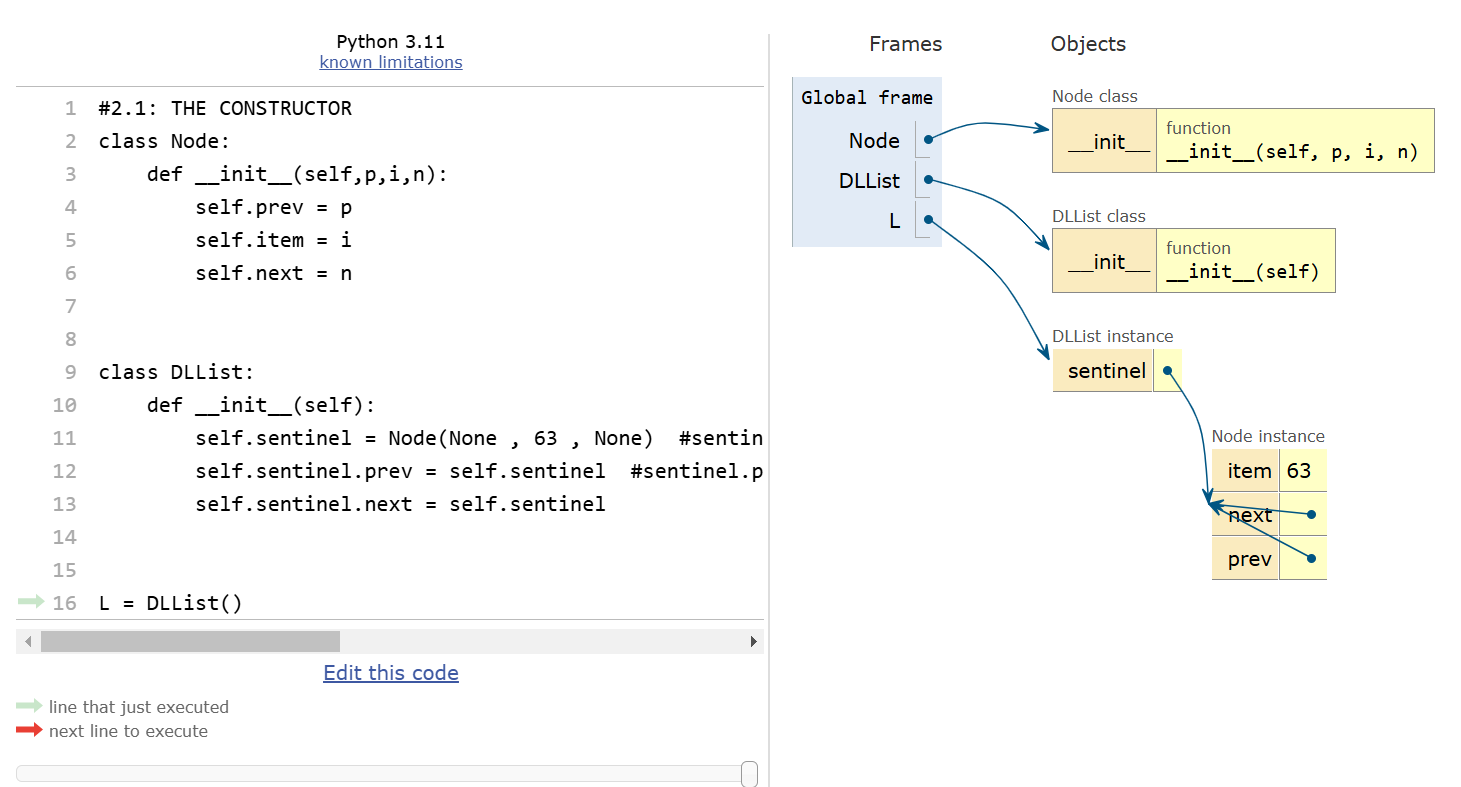 Python 3.11
known limitations
1 #2.1: THE CONSTRUCTOR
2 class Node:
3     def __init__(self,p,i,n):
4         self.prev = p
5         self.item = i
6         self.next = n
7
8
9 class DLList:
10     def __init__(self):
11         self.sentinel = Node(None , 63 , None)  #sentin
12         self.sentinel.prev = self.sentinel  #sentinel.p
13         self.sentinel.next = self.sentinel
14
15
16 L = DLList()
Edit this code
line that just executed
next line to execute
Frames
Objects
Global frame
Node
DLList
L
Node class
__init__
function
__init__(self, p, i, n)
DLList class
__init__
function
__init__(self)
DLList instance
sentinel
Node instance
item 63
next
prev